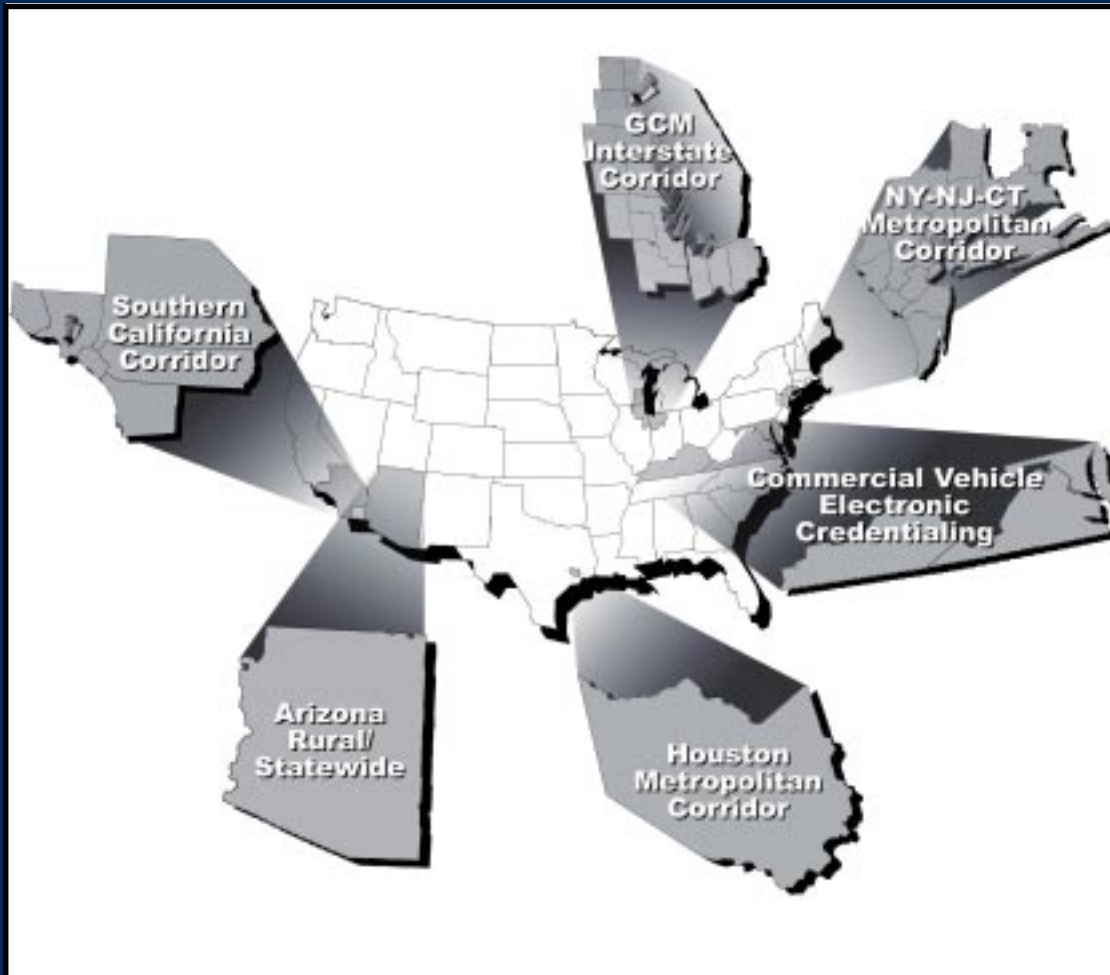 GCM
Interstate
Corridor
NY-NJ-CT
Metropolitan
Corridor
Southern
California
Corridor
Commercial Vehicle
Electronic
Credentialing
Arizona
Rural/
Statewide
Houston
Metropolitan
Corridor